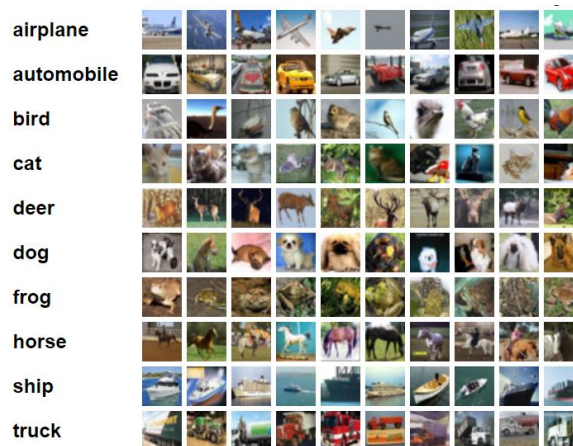 airplane
automobile
bird
cat
deer
dog
frog
horse
ship
truck